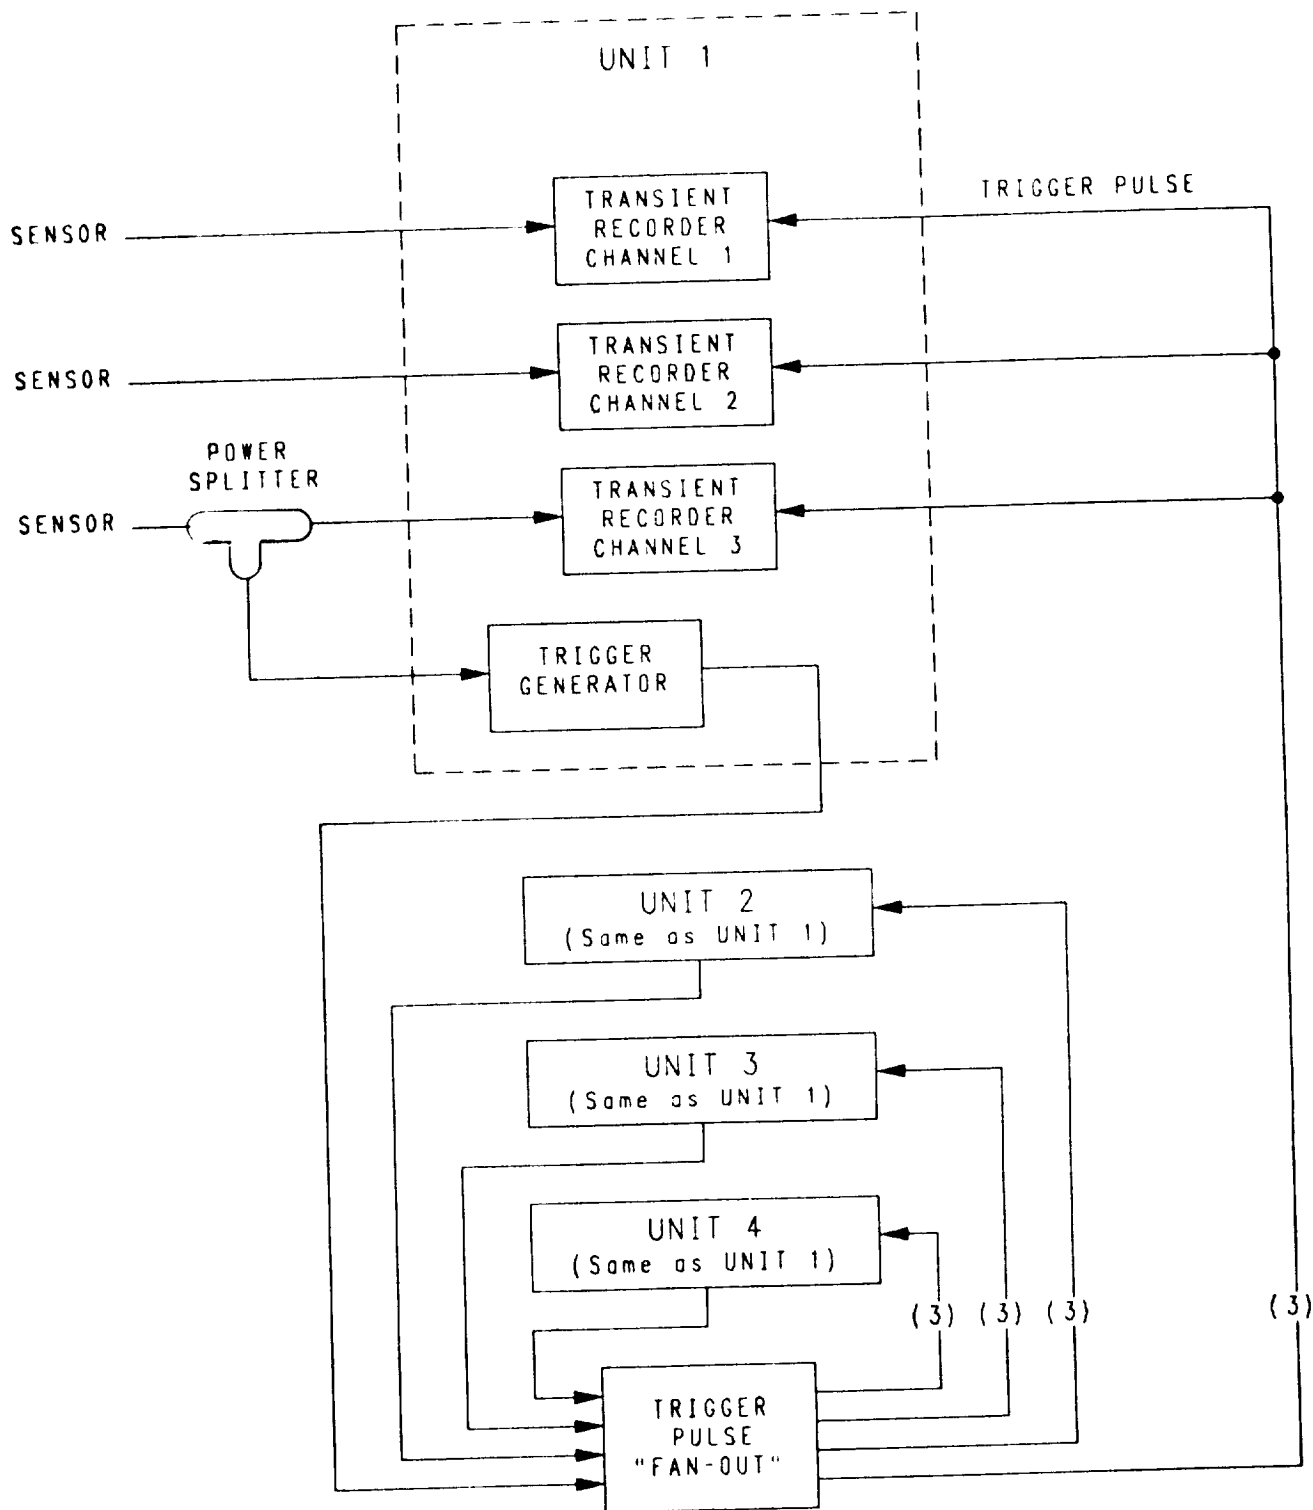 UNIT 1
TRIGGER PULSE
SENSOR
TRANSIENT
RECORDER
CHANNEL 1
SENSOR
TRANSIENT
RECORDER
CHANNEL 2
POWER
SPLITTER
SENSOR
TRANSIENT
RECORDER
CHANNEL 3
TRIGGER
GENERATOR
UNIT 2
(Same as UNIT 1)
UNIT 3
(Same as UNIT 1)
UNIT 4
(Same as UNIT 1)
(3) (3) (3) (3)
TRIGGER
PULSE
"FAN-OUT"